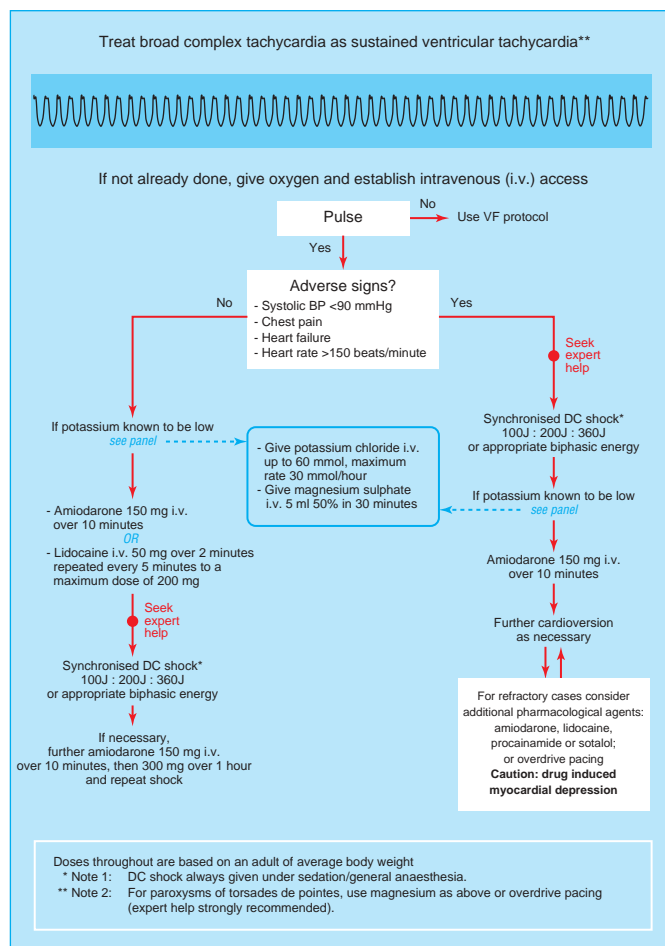 Treat broad complex tachycardia as sustained ventricular tachycardia**
If not already done, give oxygen and establish intravenous (i.v.) access
Pulse
No
Use VF protocol
Yes
Adverse signs?
- Systolic BP <90 mmHg
- Chest pain
- Heart failure
- Heart rate >150 beats/minute
No
Yes
If potassium known to be low
see panel
- Amiodarone 150 mg i.v.
over 10 minutes
OR
- Lidocaine i.v. 50 mg over 2 minutes
repeated every 5 minutes to a
maximum dose of 200 mg
Seek
expert
help
Synchronised DC shock*
100J : 200J : 360J
or appropriate biphasic energy
If necessary,
further amiodarone 150 mg i.v.
over 10 minutes, then 300 mg over 1 hour
and repeat shock
- Give potassium chloride i.v.
up to 60 mmol, maximum
rate 30 mmol/hour
- Give magnesium sulphate
i.v. 5 ml 50% in 30 minutes
Seek
expert
help
Synchronised DC shock*
100J : 200J : 360J
or appropriate biphasic energy
If potassium known to be low
see panel
Amiodarone 150 mg i.v.
over 10 minutes
Further cardioversion
as necessary
For refractory cases consider
additional pharmacological agents:
amiodarone, lidocaine,
procainamide or sotalol;
or overdrive pacing
Caution: drug induced
myocardial depression
Doses throughout are based on an adult of average body weight
* Note 1: DC shock always given under sedation/general anaesthesia.
** Note 2: For paroxysms of torsades de pointes, use magnesium as above or overdrive pacing
(expert help strongly recommended).